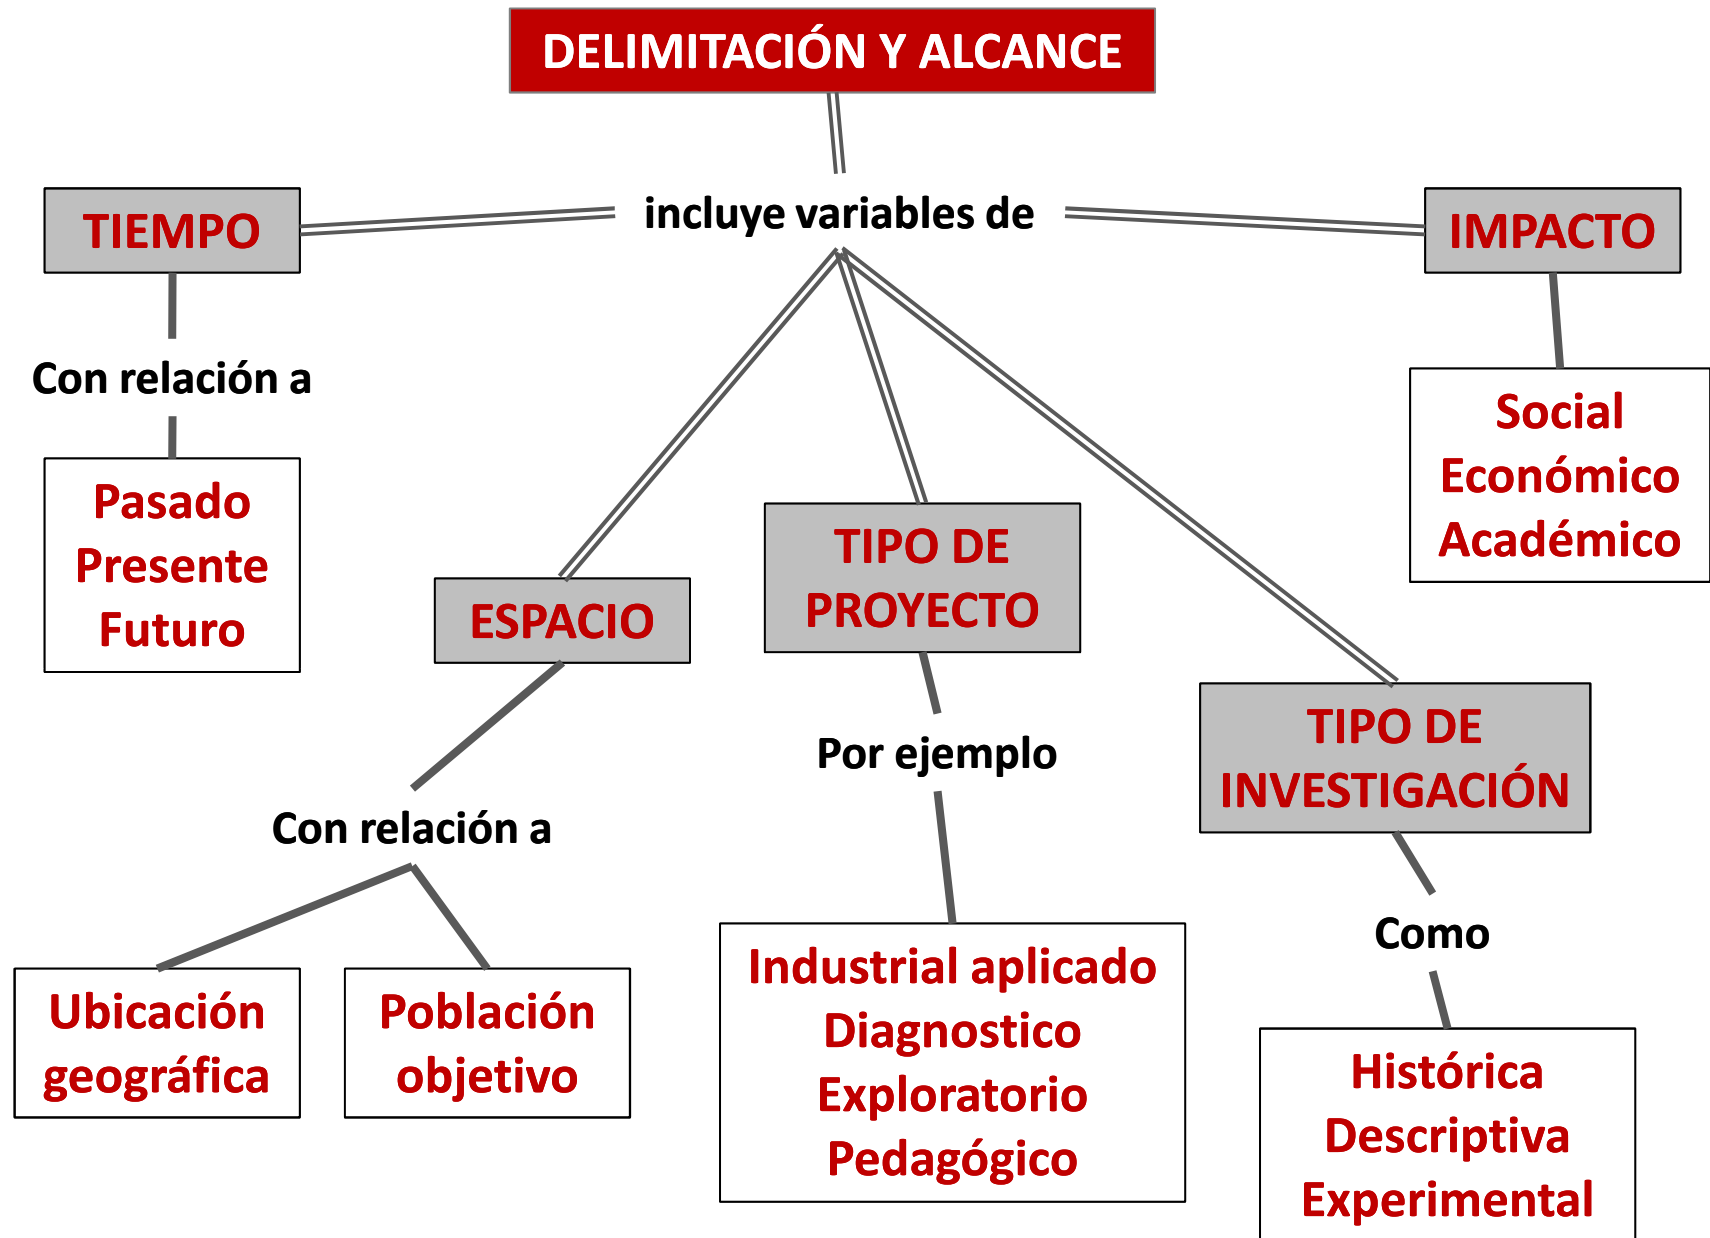 DELIMITACIÓN Y ALCANCE
incluye variables de
TIEMPO
Con relación a
Pasado
Presente
Futuro
ESPACIO
Con relación a
Ubicación
geográfica
Población
objetivo
TIPO DE
PROYECTO
Por ejemplo
Industrial aplicado
Diagnostico
Exploratorio
Pedagógico
TIPO DE
INVESTIGACIÓN
Como
Histórica
Descriptiva
Experimental
IMPACTO
Social
Económico
Académico